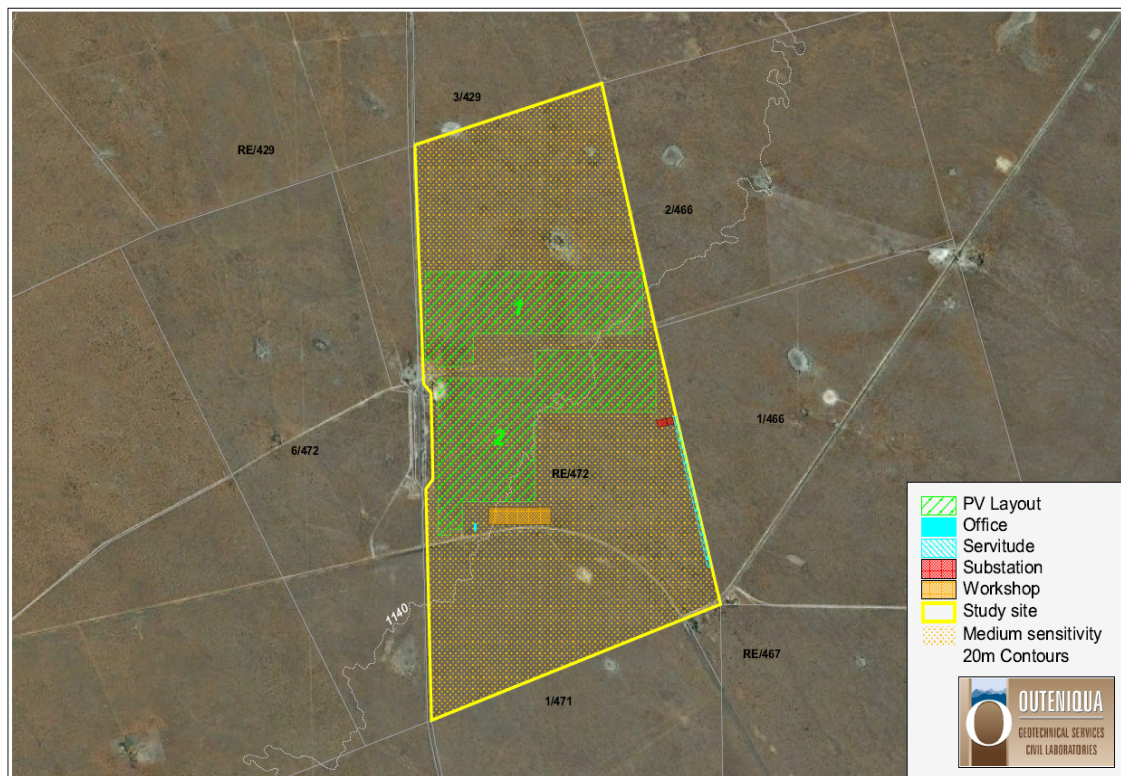 3/429
RE/429
2/466
1
1/466
6/472
2
RE/472
1140
RE/467
1/471
PV Layout
Office
Servitude
Substation
Workshop
Study site
Medium sensitivity
20m Contours
OUTENIQUA
GEOTECHNICAL SERVICES
CIVIL LABORATORIES